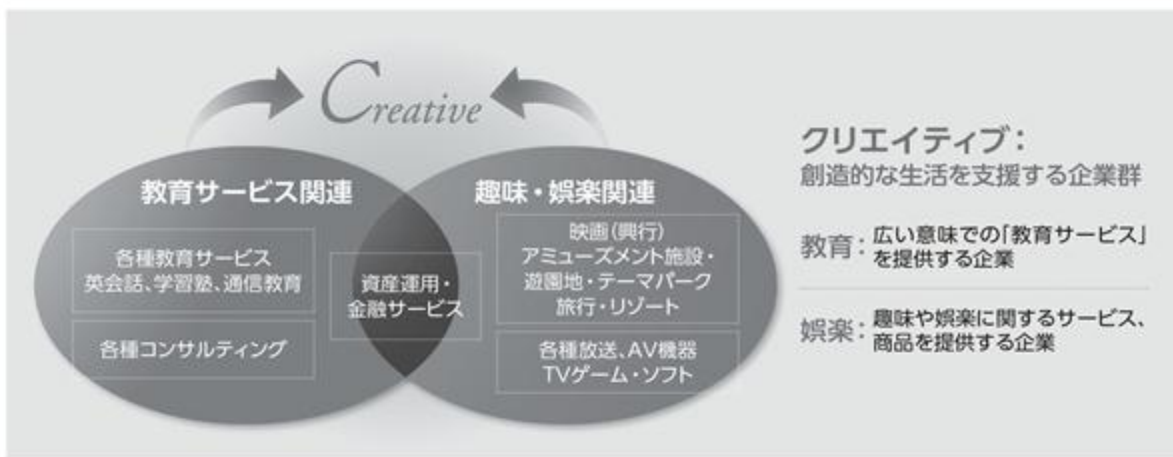 Creative
教育サービス関連
各種教育サービス
英会話、学習塾、通信教育
各種コンサルティング
資産運用・
金融サービス
趣味・娯楽関連
映画(興行)
アミューズメント施設・
遊園地・テーマパーク
旅行・リゾート
各種放送、AV機器
TVゲーム・ソフト
クリエイティブ:
創造的な生活を支援する企業群
教育:広い意味での「教育サービス」
を提供する企業
娯楽:趣味や娯楽に関するサービス、
商品を提供する企業